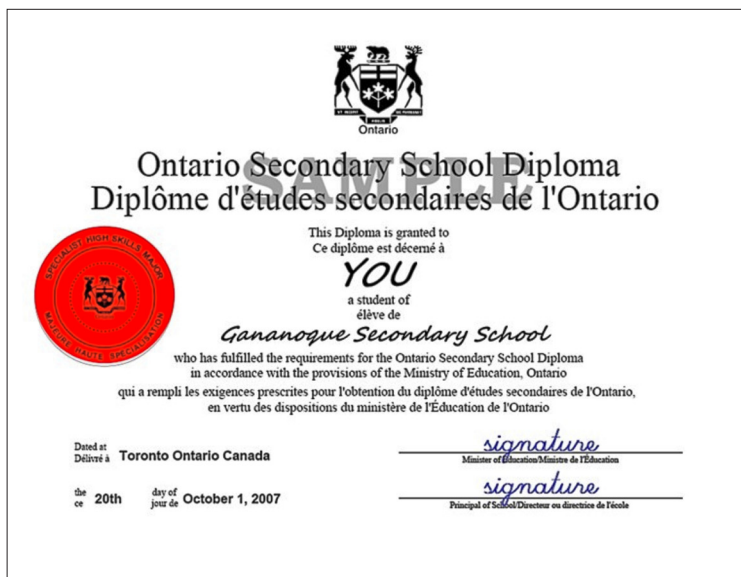 Ontario
SAMPLE
Ontario Secondary School Diploma
Diplôme d'études secondaires de l'Ontario
This Diploma is granted to
Ce diplôme est décerné à
YOU
a student of
élève de
Gananoque Secondary School
SPECIALIST HIGH SKILLS MAJOR
MAJEURE HAUTE SPÉCIALISATION
who has fulfilled the requirements for the Ontario Secondary School Diploma
in accordance with the provisions of the Ministry of Education, Ontario
qui a rempli les exigences prescrites pour l'obtention du diplôme d'études secondaires de l'Ontario,
en vertu des dispositions du ministère de l'Éducation de l'Ontario
Dated at
Délivré à Toronto Ontario Canada
signature
Minister of Education/Ministre de l'Éducation
the
ce 20th day of
jour de October 1, 2007
signature
Principal of School/Directeur ou directrice de l'école